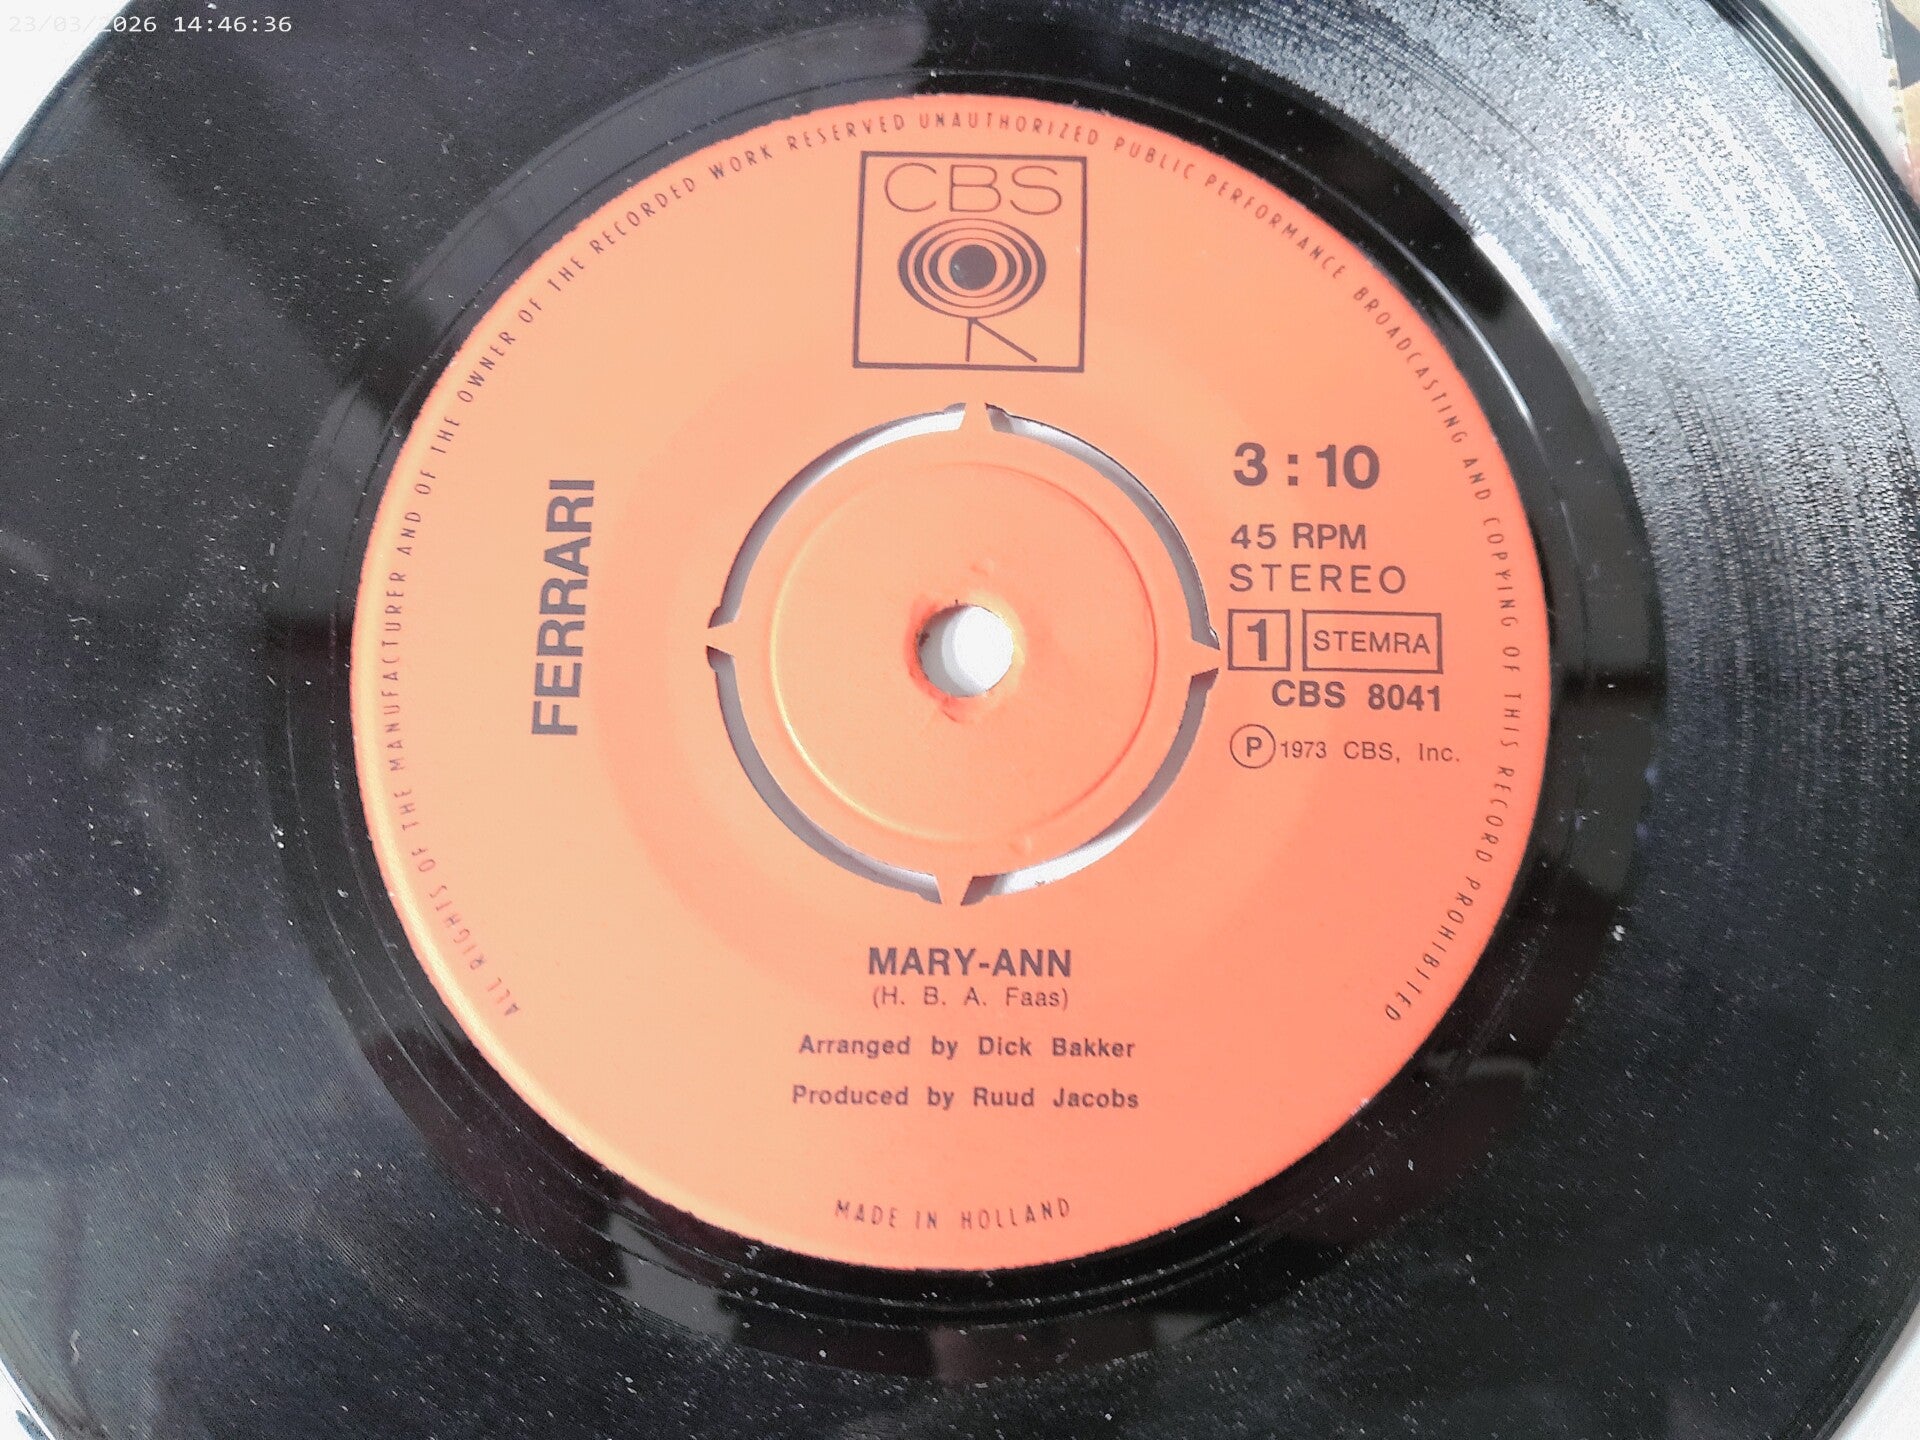 23/03/2026 14:46:36
ALL RIGHTS OF THE MANUFACTURER AND OF THE OWNER OF THE RECORDED WORK RESERVED UNAUTHORIZED PUBLIC PERFORMANCE BROADCASTING AND COPYING OF THIS RECORD PROHIBITED
CBS
FERRARI
3:10
45 RPM
STEREO
1 STEMRA
CBS 8041
Ⓟ 1973 CBS, Inc.
MARY-ANN
(H. B. A. Faas)
Arranged by Dick Bakker
Produced by Ruud Jacobs
MADE IN HOLLAND